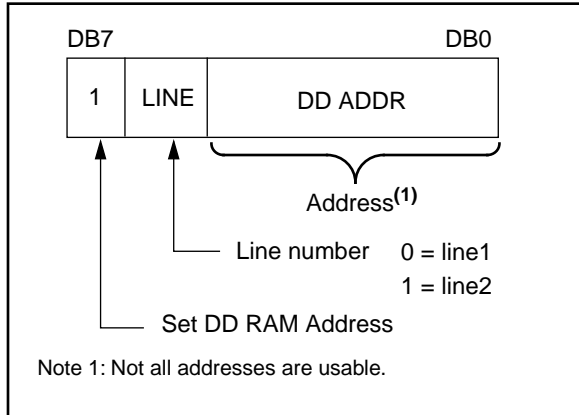 DB7 DB0
1 LINE DD ADDR
Address(1)
Line number 0 = line1
1 = line2
Set DD RAM Address
Note 1: Not all addresses are usable.